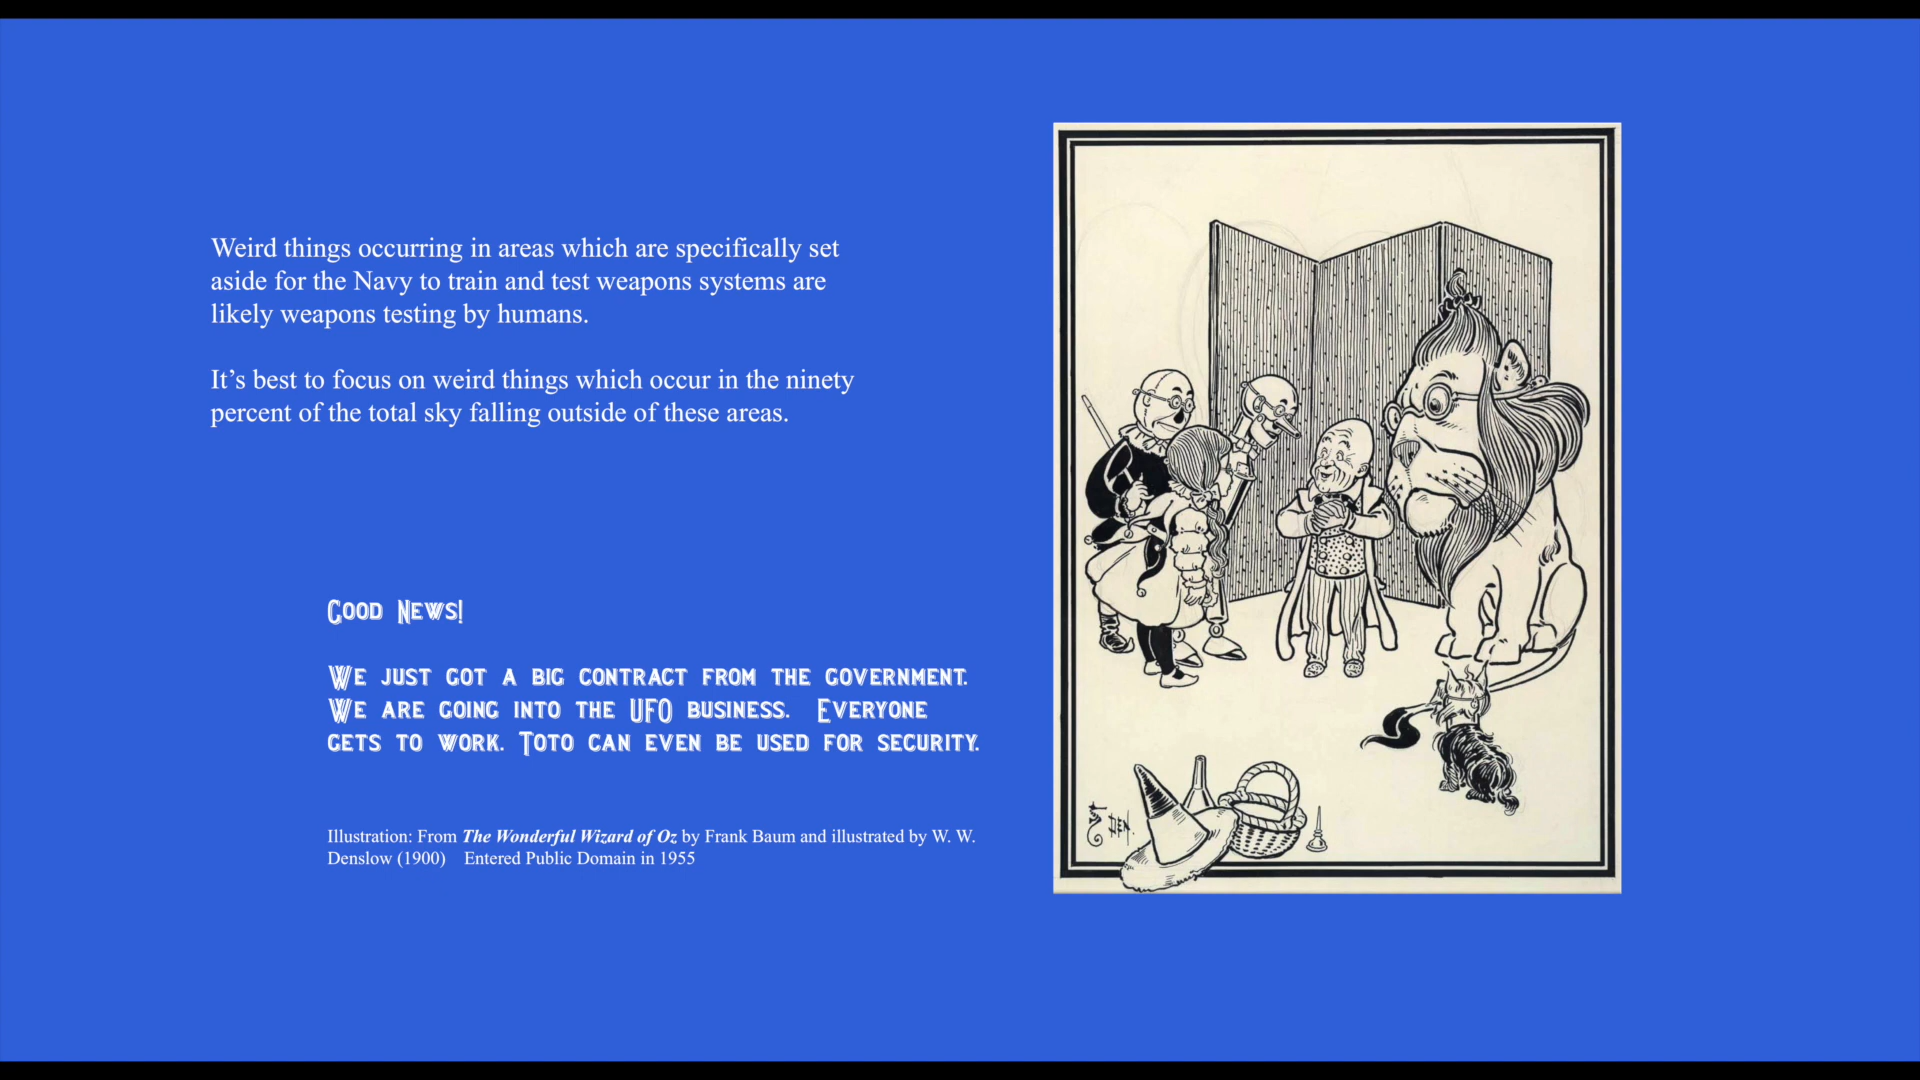 Weird things occurring in areas which are specifically set
aside for the Navy to train and test weapons systems are
likely weapons testing by humans.
It’s best to focus on weird things which occur in the ninety
percent of the total sky falling outside of these areas.
Good News!
We just got a big contract from the government.
We are going into the UFO business.  Everyone
gets to work. Toto can even be used for security.
Illustration: From The Wonderful Wizard of Oz by Frank Baum and illustrated by W. W.
Denslow (1900)    Entered Public Domain in 1955
DEN.